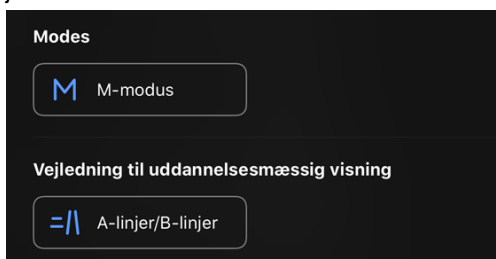 Modes
M-modus
Vejledning til uddannelsesmæssig visning
A-linjer/B-linjer